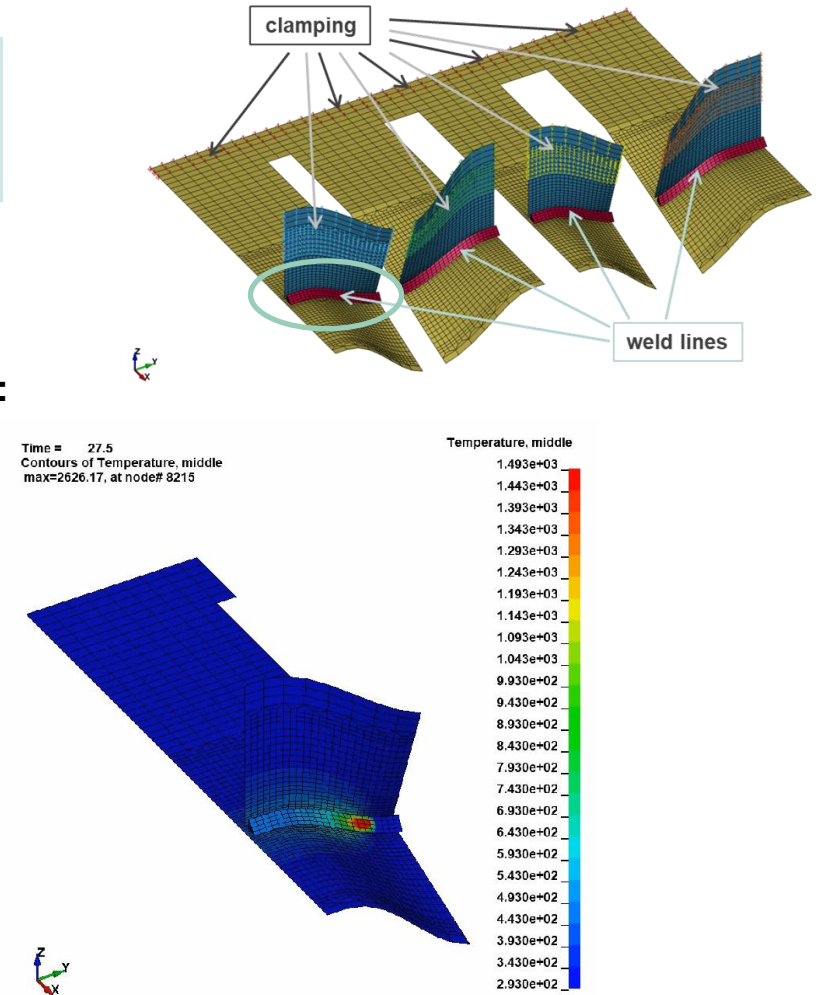 clamping
weld lines
Z
Y
X
:
Time =     27.5
Contours of Temperature, middle
max=2626.17, at node# 8215
Temperature, middle
1.493e+03
1.443e+03
1.393e+03
1.343e+03
1.293e+03
1.243e+03
1.193e+03
1.143e+03
1.093e+03
1.043e+03
9.930e+02
9.430e+02
8.930e+02
8.430e+02
7.930e+02
7.430e+02
6.930e+02
6.430e+02
5.930e+02
5.430e+02
4.930e+02
4.430e+02
3.930e+02
3.430e+02
2.930e+02
Z
Y
X